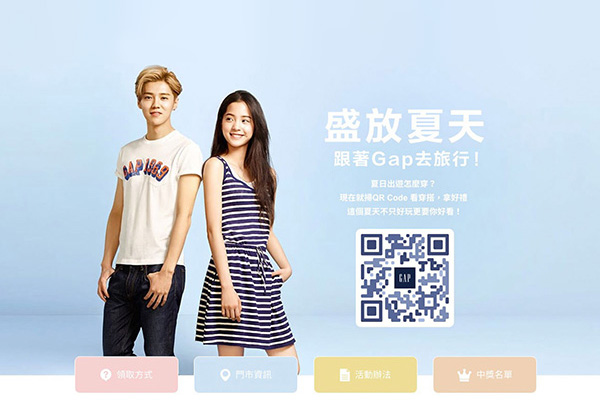 盛放夏天
跟著Gap去旅行！
夏日出遊怎麼穿？
現在就掃QR Code 看穿搭，拿好禮
這個夏天不只好玩更要你好看！
GAP 1969
GAP
領取方式
門市資訊
活動辦法
中獎名單